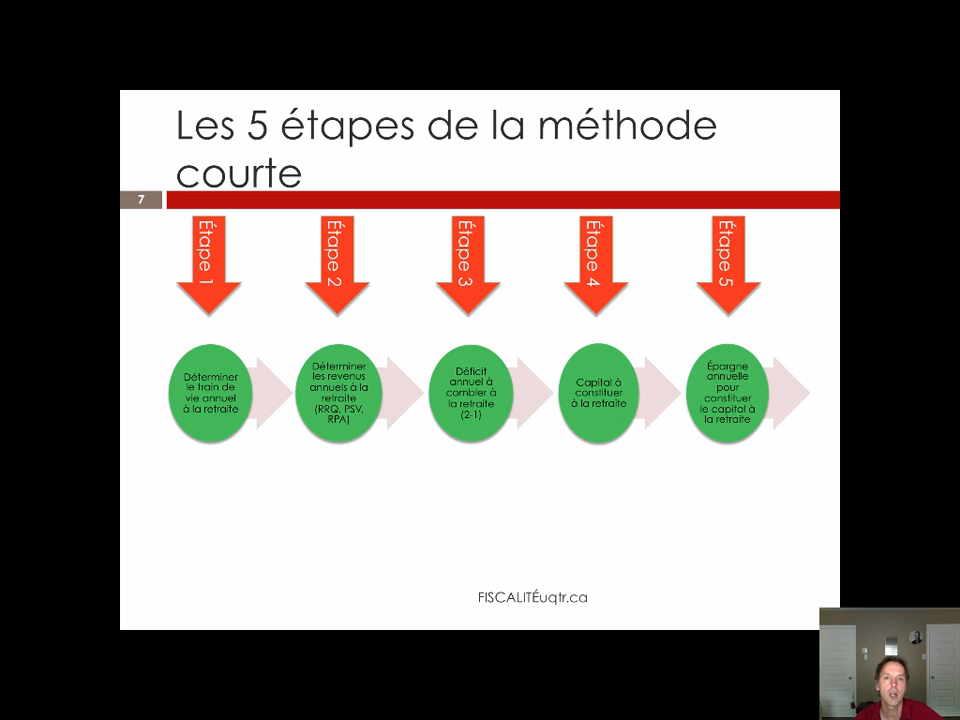 Les 5 étapes de la méthode
courte
7
Étape 1
Étape 2
Étape 3
Étape 4
Étape 5
Déterminer
le train de
vie annuel
à la retraite
Déterminer
les revenus
annuels à la
retraite
(RRQ, PSV,
RPA)
Déficit
annuel à
combler à
la retraite
(2-1)
Capital à
constituer
à la retraite
Épargne
annuelle
pour
constituer
le capital à
la retraite
FISCALITÉuqtr.ca